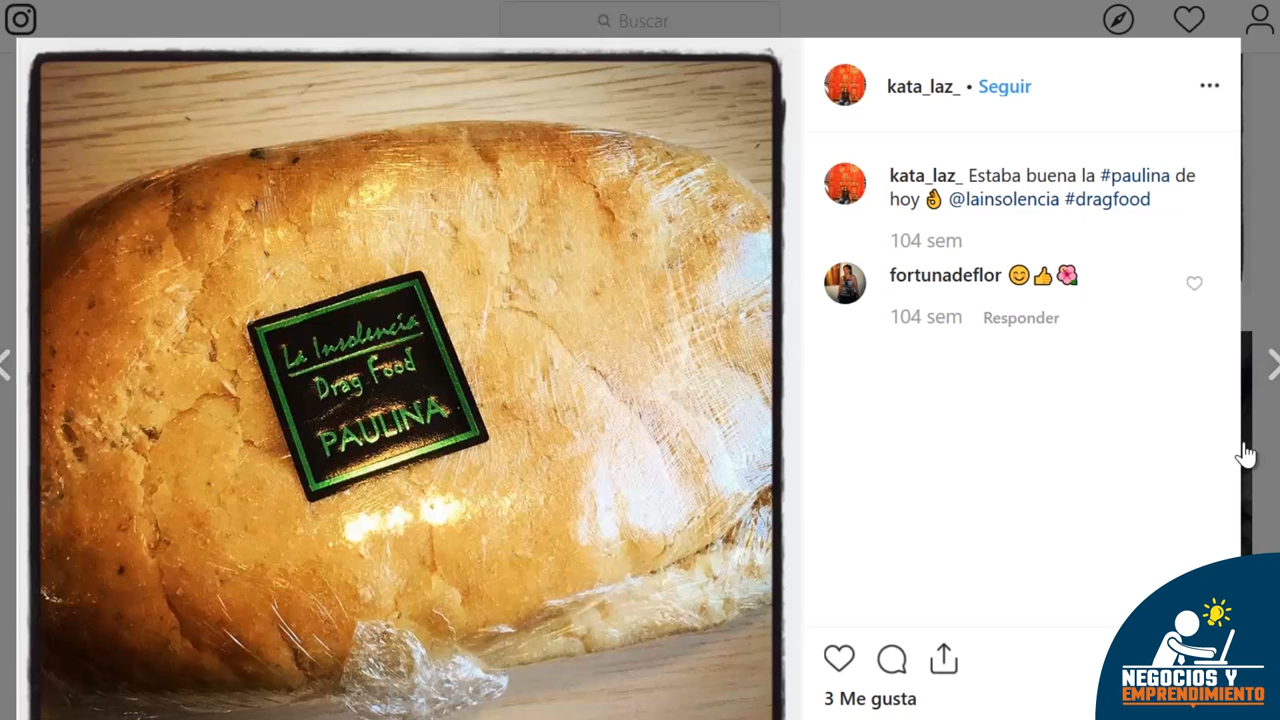 Buscar
La Insolencia
Drag Food
PAULINA
kata_laz_ • Seguir
kata_laz_ Estaba buena la #paulina de
hoy 👌 @lainsolencia #dragfood
104 sem
fortunadeflor 😊👍🌺
104 sem Responder
3 Me gusta
NEGOCIOS Y
EMPRENDIMIENTO